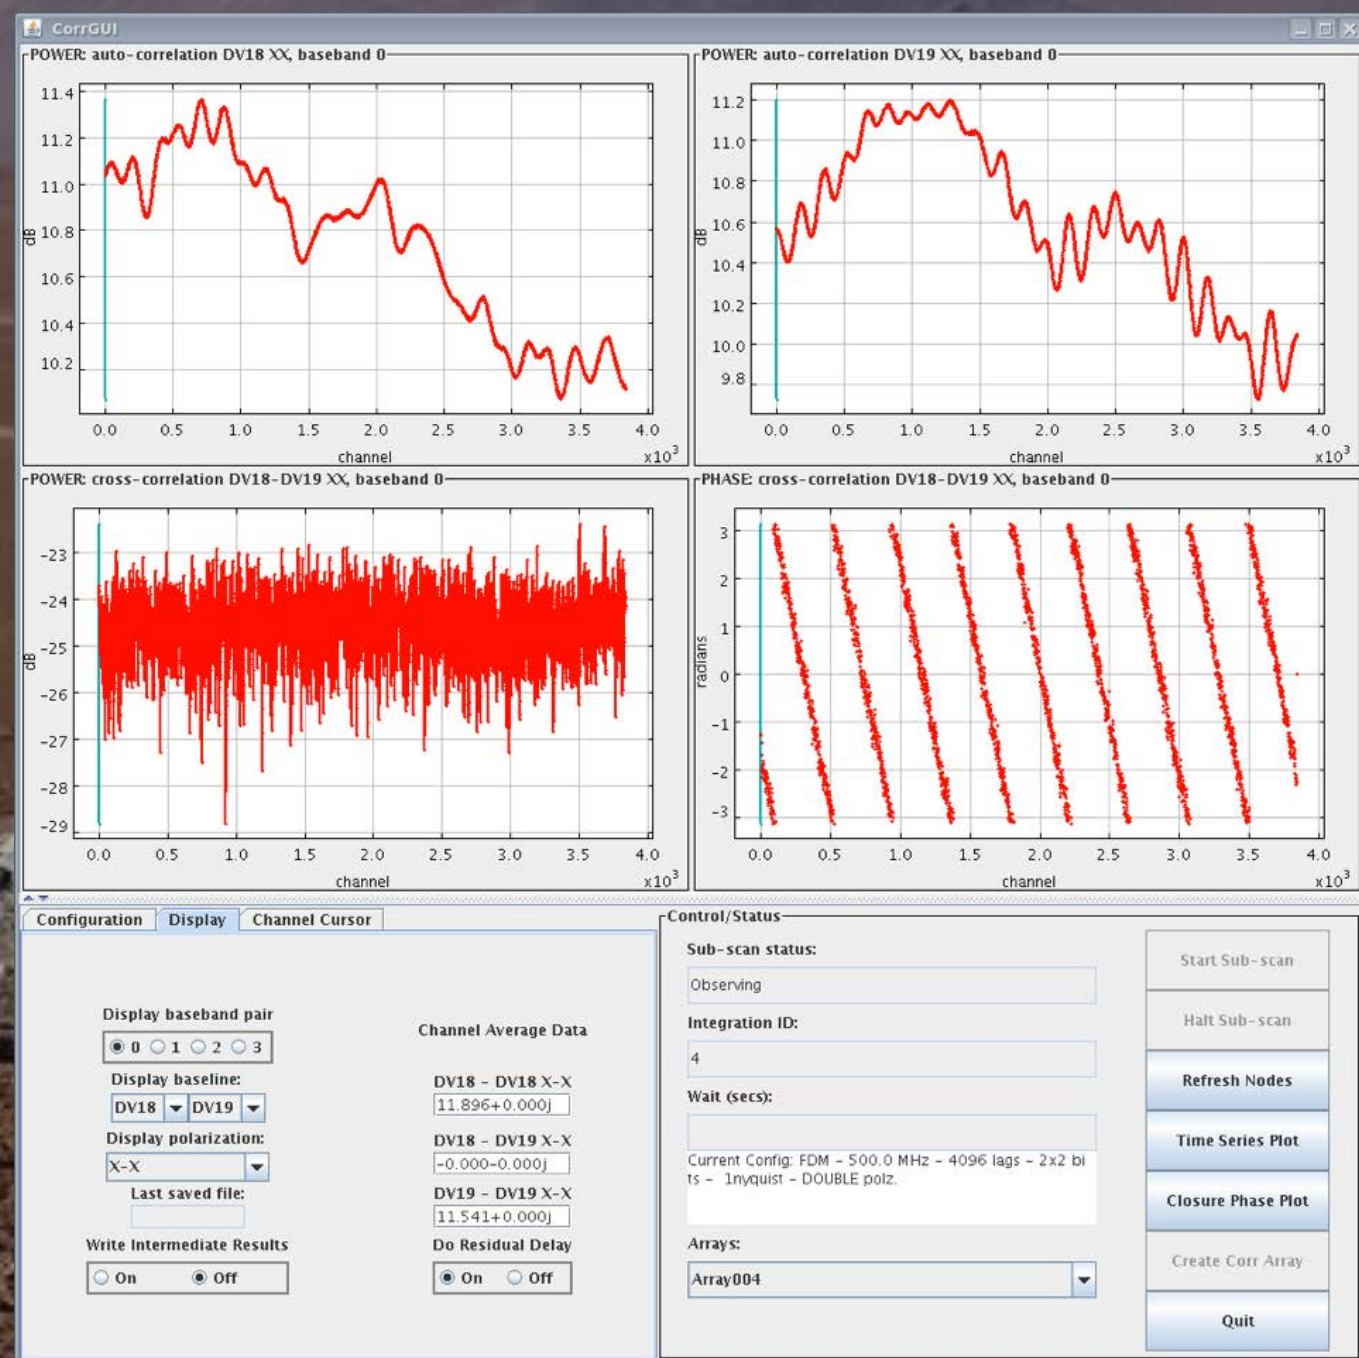 CorrGUI
POWER: auto-correlation DV18 XX, baseband 0
11.4
11.2
11.0
10.8
10.6
10.4
10.2
dB
0.0 0.5 1.0 1.5 2.0 2.5 3.0 3.5 4.0
channel
x10³
POWER: auto-correlation DV19 XX, baseband 0
11.2
11.0
10.8
10.6
10.4
10.2
10.0
9.8
dB
0.0 0.5 1.0 1.5 2.0 2.5 3.0 3.5 4.0
channel
x10³
POWER: cross-correlation DV18-DV19 XX, baseband 0
-23
-24
-25
-26
-27
-28
-29
dB
0.0 0.5 1.0 1.5 2.0 2.5 3.0 3.5 4.0
channel
x10³
PHASE: cross-correlation DV18-DV19 XX, baseband 0
3
2
1
0
-1
-2
-3
radians
0.0 0.5 1.0 1.5 2.0 2.5 3.0 3.5 4.0
channel
x10³
Configuration Display Channel Cursor
Display baseband pair
0 1 2 3
Display baseline:
DV18 DV19
Display polarization:
X-X
Last saved file:
Write Intermediate Results
On Off
Channel Average Data
DV18 - DV18 X-X
11.896+0.000j
DV18 - DV19 X-X
-0.000-0.000j
DV19 - DV19 X-X
11.541+0.000j
Do Residual Delay
On Off
Control/Status
Sub-scan status:
Observing
Integration ID:
4
Wait (secs):
Current Config: FDM - 500.0 MHz - 4096 lags - 2x2 bi
ts - 1nyquist - DOUBLE polz.
Arrays:
Array004
Start Sub-scan
Halt Sub-scan
Refresh Nodes
Time Series Plot
Closure Phase Plot
Create Corr Array
Quit